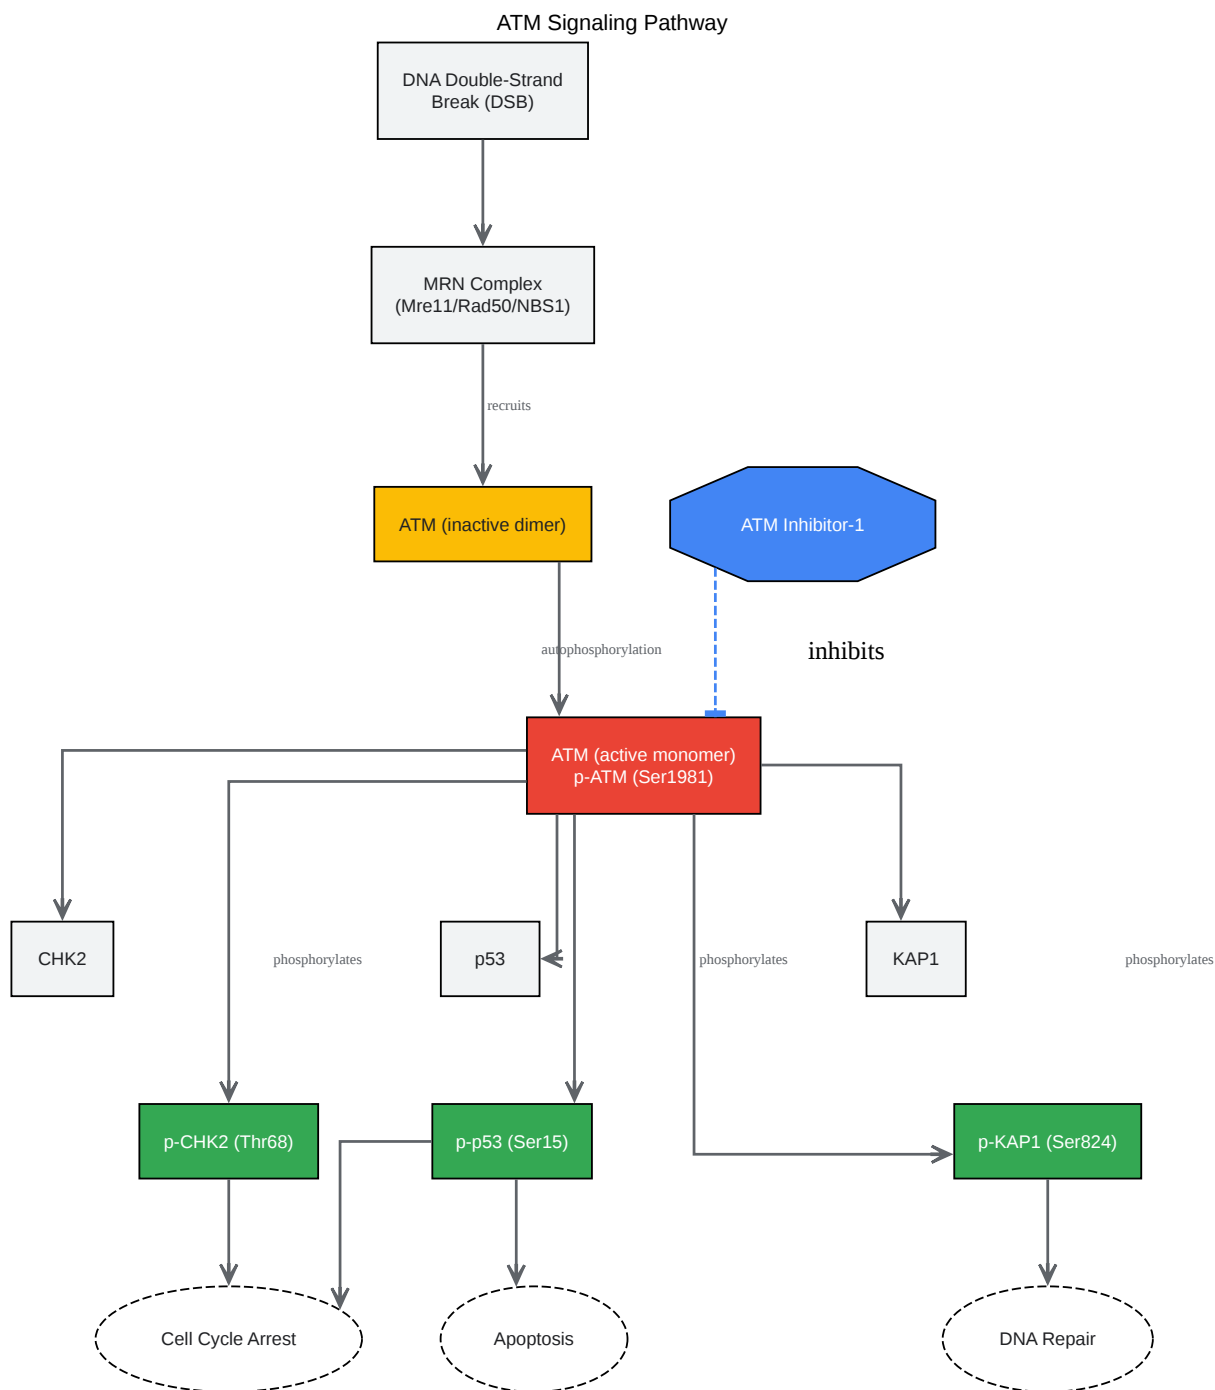 ATM Signaling Pathway
DNA Double-Strand
Break (DSB)
MRN Complex
(Mre11/Rad50/NBS1)
recruits
ATM (inactive dimer)
ATM Inhibitor-1
autophosphorylation
inhibits
ATM (active monomer)
p-ATM (Ser1981)
CHK2
phosphorylates
p53
phosphorylates
KAP1
phosphorylates
p-CHK2 (Thr68)
p-p53 (Ser15)
p-KAP1 (Ser824)
Cell Cycle Arrest
Apoptosis
DNA Repair